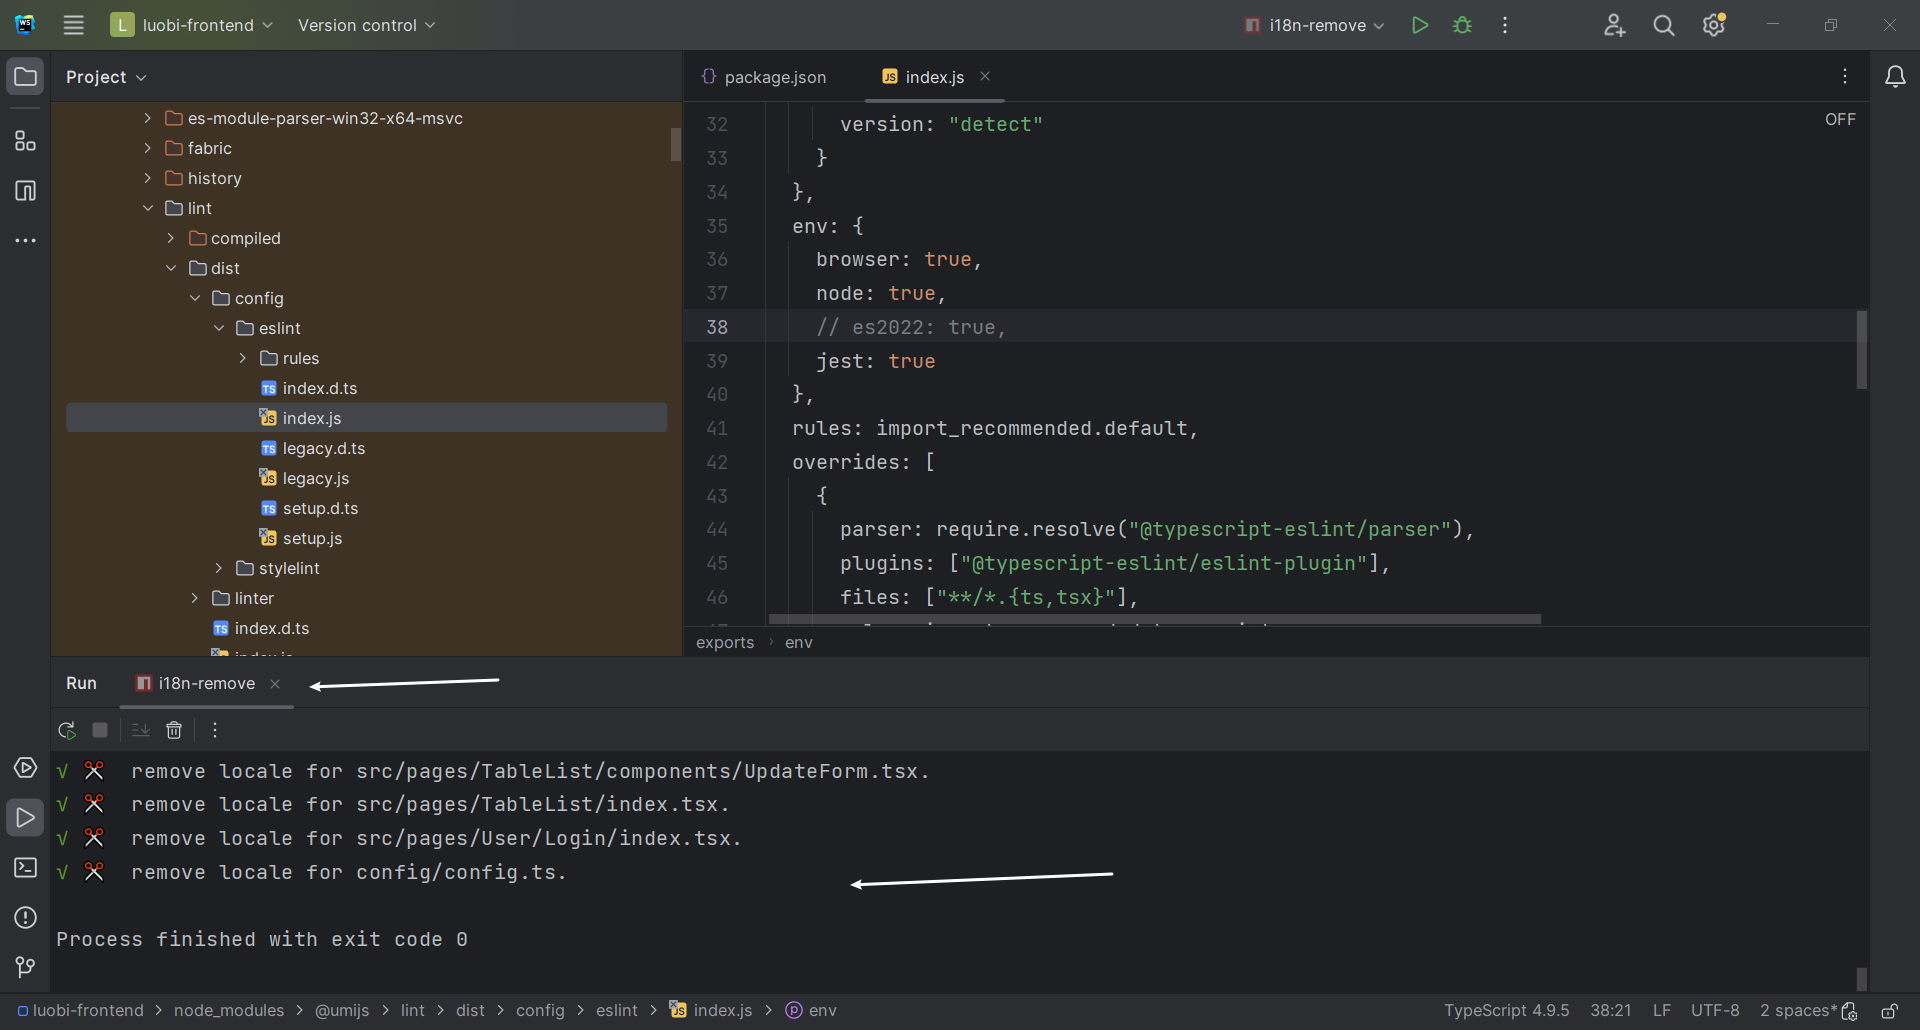 L luobi-frontend Version control i18n-remove
Project
package.json index.js
es-module-parser-win32-x64-msvc
fabric
history
lint
compiled
dist
config
eslint
rules
index.d.ts
index.js
legacy.d.ts
legacy.js
setup.d.ts
setup.js
stylelint
linter
index.d.ts
index.js
OFF
32 version: "detect"
33 }
34 },
35 env: {
36 browser: true,
37 node: true,
38 // es2022: true,
39 jest: true
40 },
41 rules: import_recommended.default,
42 overrides: [
43 {
44 parser: require.resolve("@typescript-eslint/parser"),
45 plugins: ["@typescript-eslint/eslint-plugin"],
46 files: ["**/*.{ts,tsx}"],
exports › env
Run i18n-remove
√ remove locale for src/pages/TableList/components/UpdateForm.tsx.
√ remove locale for src/pages/TableList/index.tsx.
√ remove locale for src/pages/User/Login/index.tsx.
√ remove locale for config/config.ts.
Process finished with exit code 0
luobi-frontend > node_modules > @umijs > lint > dist > config > eslint > index.js > env TypeScript 4.9.5 38:21 LF UTF-8 2 spaces*